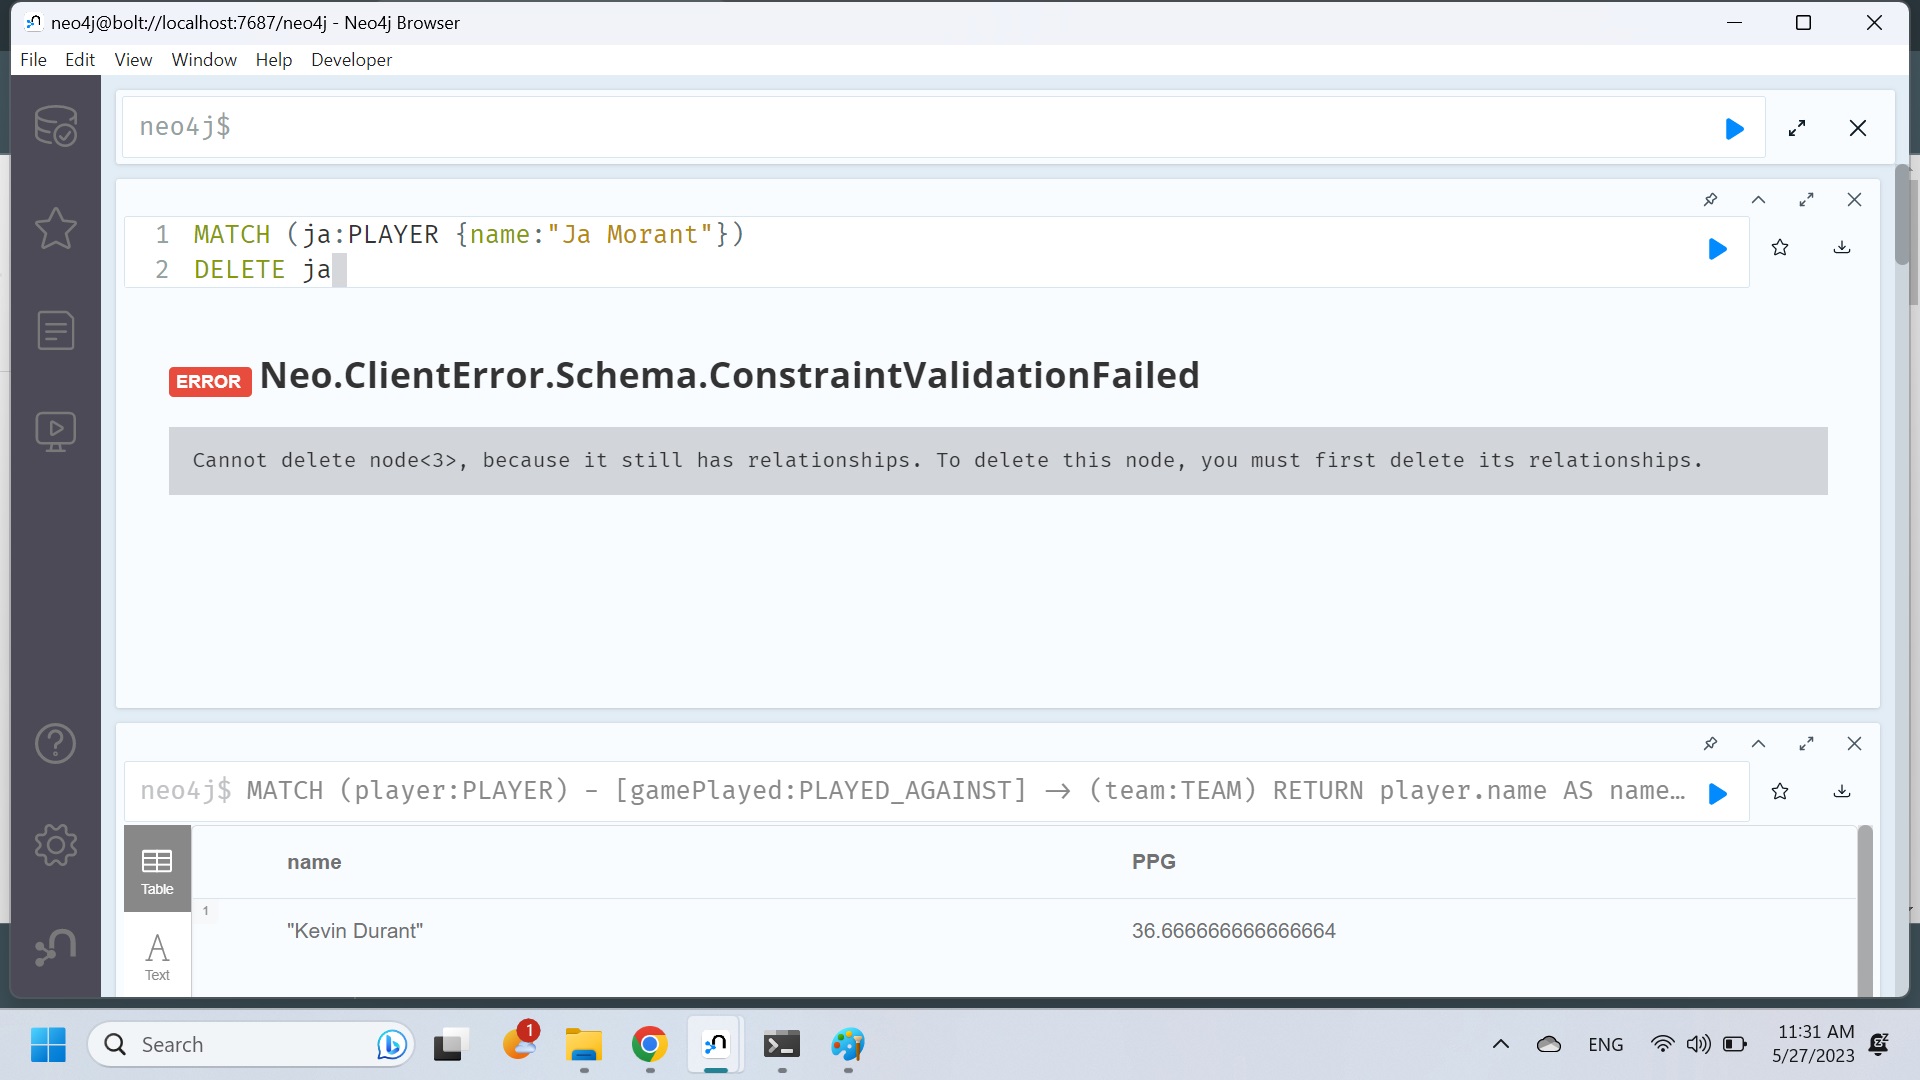 neo4j@bolt://localhost:7687/neo4j - Neo4j Browser
File Edit View Window Help Developer
neo4j$
1 MATCH (ja:PLAYER {name:"Ja Morant"})
2 DELETE ja
ERROR Neo.ClientError.Schema.ConstraintValidationFailed
Cannot delete node<3>, because it still has relationships. To delete this node, you must first delete its relationships.
neo4j$ MATCH (player:PLAYER) - [gamePlayed:PLAYED_AGAINST] → (team:TEAM) RETURN player.name AS name…
Table
name PPG
1
"Kevin Durant" 36.666666666666664
A
Text
Search
1
ENG
11:31 AM
5/27/2023